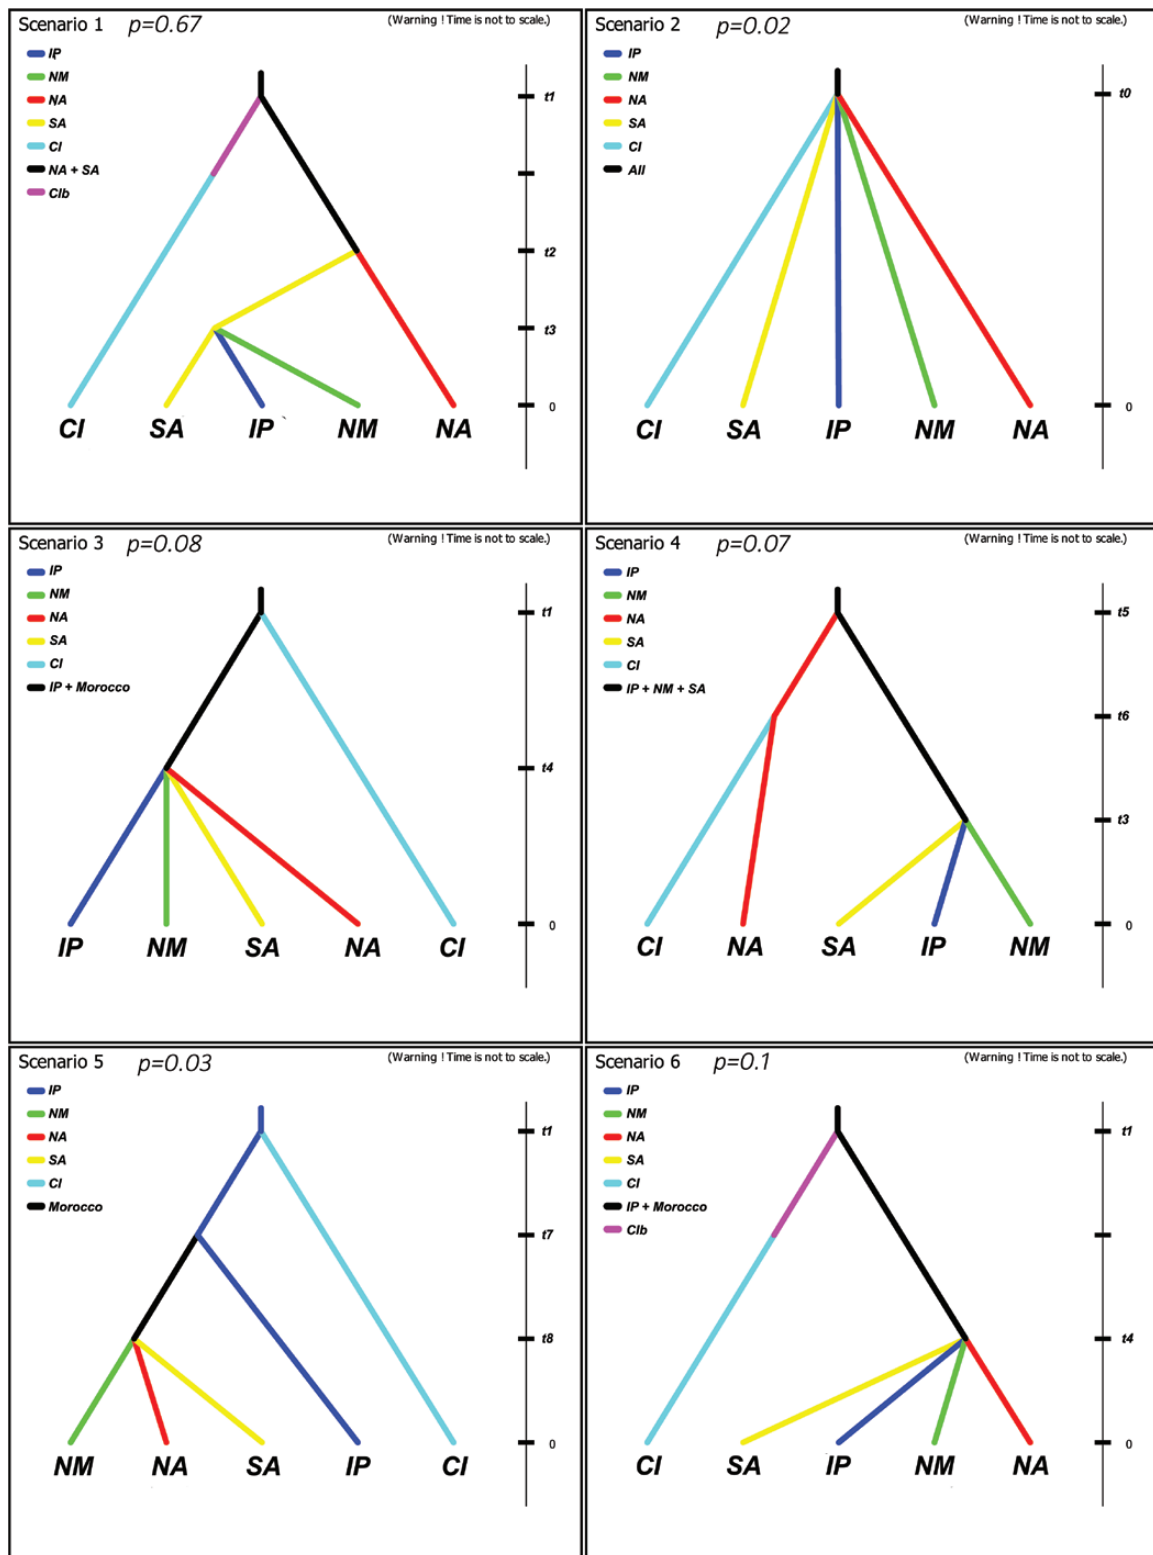 Scenario 1 p=0.67 (Warning ! Time is not to scale.)
IP
NM
NA
SA
CI
NA + SA
CIb
t1
t2
t3
0
CI SA IP NM NA
Scenario 2 p=0.02 (Warning ! Time is not to scale.)
IP
NM
NA
SA
CI
All
t0
0
CI SA IP NM NA
Scenario 3 p=0.08 (Warning ! Time is not to scale.)
IP
NM
NA
SA
CI
IP + Morocco
t1
t4
0
IP NM SA NA CI
Scenario 4 p=0.07 (Warning ! Time is not to scale.)
IP
NM
NA
SA
CI
IP + NM + SA
t5
t6
t3
0
CI NA SA IP NM
Scenario 5 p=0.03 (Warning ! Time is not to scale.)
IP
NM
NA
SA
CI
Morocco
t1
t7
t8
0
NM NA SA IP CI
Scenario 6 p=0.1 (Warning ! Time is not to scale.)
IP
NM
NA
SA
CI
IP + Morocco
CIb
t1
t4
0
CI SA IP NM NA